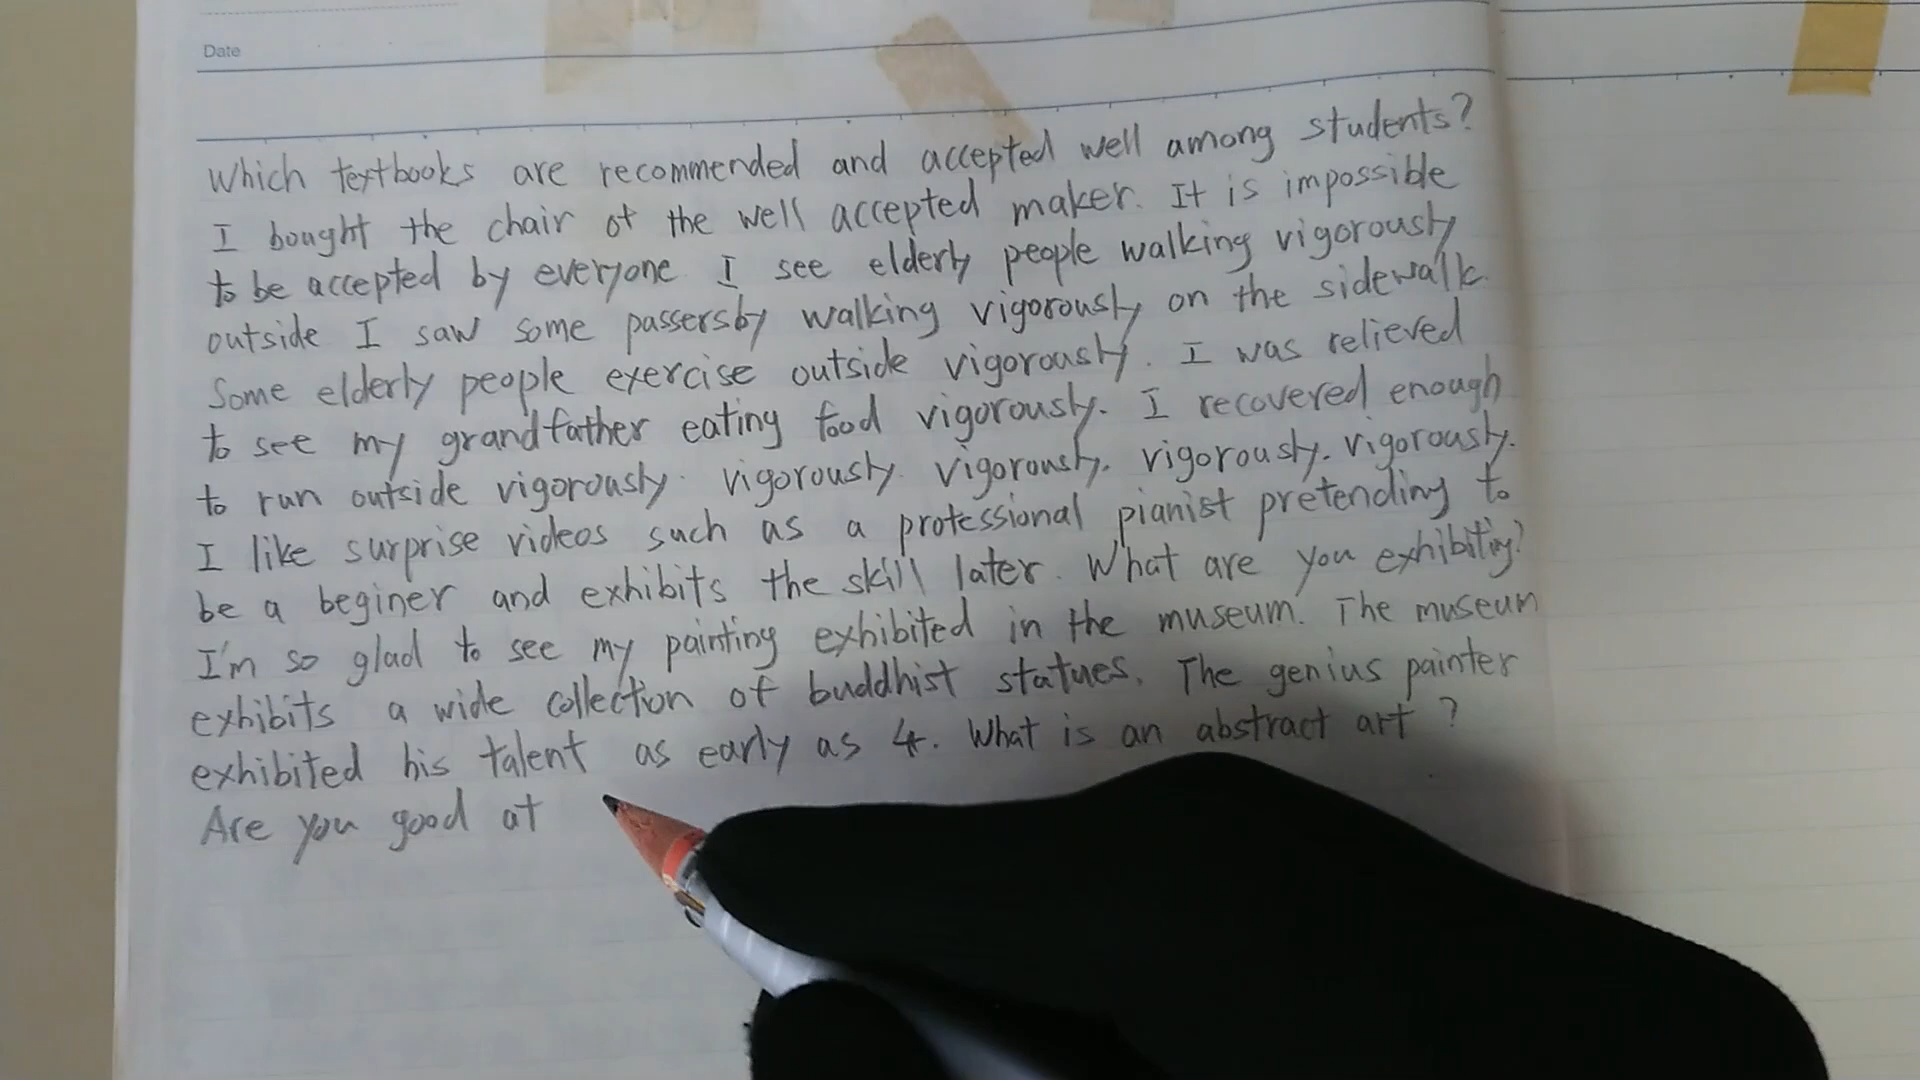 Date
Which textbooks are recommended and accepted well among students?
I bought the chair of the well accepted maker. It is impossible
to be accepted by everyone I see elderly people walking vigorously
outside I saw some passersby walking vigorously on the sidewalk
Some elderly people exercise outside vigorously. I was relieved
to see my grandfather eating food vigorously. I recovered enough
to run outside vigorously. vigorously. vigorously. vigorously. vigorously.
I like surprise videos such as a professional pianist pretending to
be a beginer and exhibits the skill later. What are you exhibiting?
I'm so glad to see my painting exhibited in the museum. The museum
exhibits a wide collection of buddhist statues. The genius painter
exhibited his talent as early as 4. What is an abstract art?
Are you good at